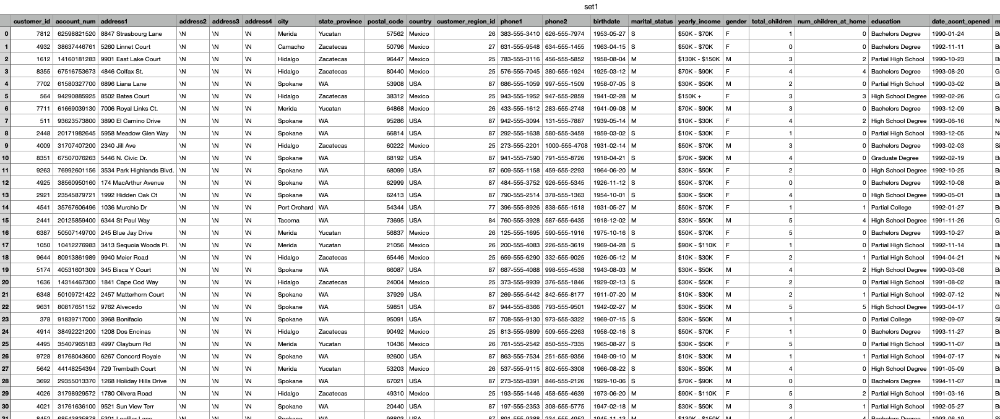 set1
customer_id account_num address1 address2 address3 address4 city state_province postal_code country customer_region_id phone1 phone2 birthdate marital_status yearly_income gender total_children num_children_at_home education date_accnt_opened
0 7812 62598821520 8847 Strasbourg Lane \N \N \N Merida Yucatan 57562 Mexico 26 383-555-3410 626-555-7974 1953-05-27 S $50K - $70K F 1 0 Bachelors Degree 1990-01-24
1 4932 38637446761 5260 Linnet Court \N \N \N Camacho Zacatecas 50796 Mexico 27 631-555-9548 634-555-1455 1963-04-15 S $50K - $70K F 0 0 Bachelors Degree 1992-11-11
2 1612 14160181283 9901 East Lake Court \N \N \N Hidalgo Zacatecas 96447 Mexico 25 783-555-3116 456-555-5852 1958-08-04 M $130K - $150K M 3 2 Partial High School 1990-10-23
3 8355 67516753673 4846 Colfax St. \N \N \N Hidalgo Zacatecas 80440 Mexico 25 576-555-7045 380-555-1924 1925-03-12 M $70K - $90K F 4 4 Bachelors Degree 1993-08-20
4 7702 61580327700 6896 Liana Lane \N \N \N Spokane WA 53908 USA 87 686-555-1059 997-555-1509 1958-07-05 S $30K - $50K M 2 0 Partial High School 1990-03-02
5 564 94290885925 8502 Bates Court \N \N \N Hidalgo Zacatecas 38312 Mexico 25 943-555-1952 947-555-2859 1941-02-28 M $150K + F 3 3 High School Degree 1992-02-26
6 7711 61669039130 7006 Royal Links Ct. \N \N \N Merida Yucatan 64868 Mexico 26 433-555-1612 283-555-2748 1941-09-08 M $70K - $90K M 3 0 Bachelors Degree 1993-12-09
7 511 93623573800 3890 El Camino Drive \N \N \N Spokane WA 95286 USA 87 942-555-3094 131-555-7887 1939-05-14 M $10K - $30K F 4 2 High School Degree 1993-06-16
8 2448 20171982645 5958 Meadow Glen Way \N \N \N Spokane WA 66814 USA 87 292-555-1638 580-555-3459 1959-03-02 S $10K - $30K F 1 0 Partial High School 1993-12-05
9 4009 31707407200 2340 Jill Ave \N \N \N Hidalgo Zacatecas 60222 Mexico 25 273-555-2201 1000-555-4708 1931-02-14 M $50K - $70K M 3 0 Bachelors Degree 1993-02-03
10 8351 67507076263 5446 N. Civic Dr. \N \N \N Spokane WA 68192 USA 87 941-555-7590 791-555-8726 1918-04-21 S $70K - $90K M 4 0 Graduate Degree 1992-02-19
11 9263 76992601156 3534 Park Highlands Blvd. \N \N \N Spokane WA 68099 USA 87 609-555-1158 459-555-2293 1964-06-20 M $30K - $50K F 2 0 High School Degree 1992-10-25
12 4925 38560950160 174 MacArthur Avenue \N \N \N Spokane WA 62999 USA 87 484-555-3752 926-555-5345 1926-11-12 S $50K - $70K F 0 0 Bachelors Degree 1992-10-08
13 2921 23545879721 1992 Hidden Oak Ct \N \N \N Spokane WA 62413 USA 87 790-555-2514 378-555-1363 1954-10-01 S $30K - $50K F 4 0 High School Degree 1990-05-01
14 4541 35767606496 1036 Murchio Dr \N \N \N Port Orchard WA 54344 USA 77 396-555-8926 838-555-1518 1931-05-27 M $50K - $70K F 1 1 Partial College 1992-01-27
15 2441 20125859400 6344 St Paul Way \N \N \N Tacoma WA 73695 USA 84 760-555-3928 587-555-6435 1918-12-02 M $30K - $50K M 5 4 High School Degree 1991-11-26
16 6387 50507149700 245 Blue Jay Drive \N \N \N Merida Yucatan 56837 Mexico 26 125-555-1695 590-555-1916 1975-10-16 S $50K - $70K F 5 0 Bachelors Degree 1993-10-27
17 1050 10412276983 3413 Sequoia Woods Pl. \N \N \N Merida Yucatan 21056 Mexico 26 200-555-4083 226-555-3619 1969-04-28 S $90K - $110K F 1 0 Partial High School 1992-11-14
18 9644 80913861989 9940 Meier Road \N \N \N Hidalgo Zacatecas 65446 Mexico 25 659-555-6290 332-555-9025 1926-05-12 M $10K - $30K F 2 1 Partial High School 1994-04-21
19 5174 40531601309 345 Bisca Y Court \N \N \N Spokane WA 66087 USA 87 687-555-4088 998-555-4538 1943-08-03 M $30K - $50K M 4 2 High School Degree 1990-03-08
20 1636 14314467300 1841 Cape Cod Way \N \N \N Hidalgo Zacatecas 24004 Mexico 25 373-555-9939 376-555-1846 1929-02-13 S $30K - $50K F 2 0 Partial High School 1991-08-02
21 6348 50109721422 2457 Matterhorn Court \N \N \N Spokane WA 37929 USA 87 269-555-5442 842-555-8177 1911-07-20 M $10K - $30K M 2 1 Partial High School 1992-07-12
22 9631 80817651152 9762 Alvecedo \N \N \N Spokane WA 59851 USA 87 944-555-8366 793-555-9501 1942-02-27 M $30K - $50K M 5 5 High School Degree 1993-04-17
23 378 91839717000 3968 Bonifacio \N \N \N Spokane WA 95091 USA 87 708-555-9130 973-555-3322 1969-07-15 S $30K - $50K M 1 0 Partial College 1992-09-07
24 4914 38492221200 1208 Dos Encinas \N \N \N Hidalgo Zacatecas 90492 Mexico 25 813-555-9899 509-555-2263 1958-02-16 S $50K - $70K F 1 0 Bachelors Degree 1993-11-27
25 4495 35407965183 4997 Clayburn Rd \N \N \N Merida Yucatan 10436 Mexico 26 761-555-2542 850-555-7335 1965-08-27 S $30K - $50K F 5 0 Partial High School 1990-11-07
26 9728 81768043600 6267 Concord Royale \N \N \N Spokane WA 92600 USA 87 863-555-7534 251-555-9356 1948-09-10 M $10K - $30K M 1 1 Partial High School 1994-07-17
27 5642 44148254394 729 Trembath Court \N \N \N Merida Yucatan 53203 Mexico 26 537-555-9115 802-555-3308 1966-08-22 S $30K - $50K M 4 0 High School Degree 1991-05-09
28 3692 29355013370 1268 Holiday Hills Drive \N \N \N Spokane WA 67021 USA 87 273-555-8391 846-555-2126 1929-10-06 S $70K - $90K M 0 0 Bachelors Degree 1994-11-07
29 4026 31798929572 1780 Oilvera Road \N \N \N Hidalgo Zacatecas 49310 Mexico 25 193-555-1446 458-555-4639 1973-06-20 M $90K - $110K F 5 2 Partial High School 1991-03-16
30 4021 31761636100 9521 Sun View Terr \N \N \N Spokane WA 20440 USA 87 197-555-2353 308-555-5775 1947-02-18 M $30K - $50K M 3 1 Partial High School 1992-05-27